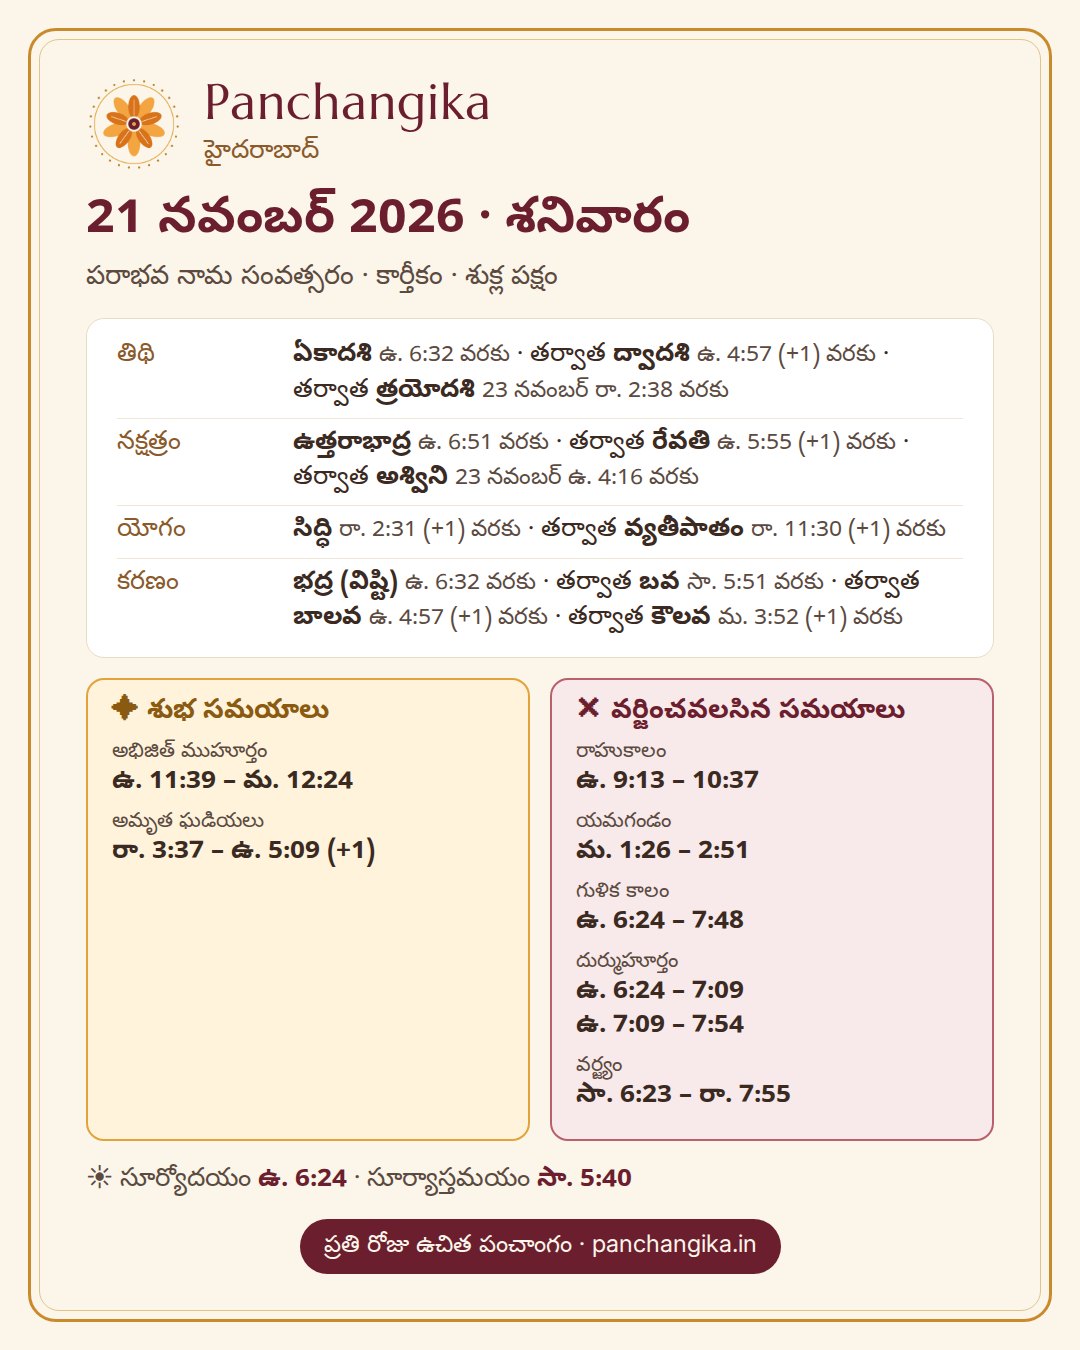 Panchangika
హైదరాబాద్
21 నవంబర్ 2026 · శనివారం
పరాభవ నామ సంవత్సరం · కార్తీకం · శుక్ల పక్షం
తిథి
ఏకాదశి ఉ. 6:32 వరకు · తర్వాత ద్వాదశి ఉ. 4:57 (+1) వరకు ·
తర్వాత త్రయోదశి 23 నవంబర్ రా. 2:38 వరకు
నక్షత్రం
ఉత్తరాభాద్ర ఉ. 6:51 వరకు · తర్వాత రేవతి ఉ. 5:55 (+1) వరకు ·
తర్వాత అశ్విని 23 నవంబర్ ఉ. 4:16 వరకు
యోగం
సిద్ధి రా. 2:31 (+1) వరకు · తర్వాత వ్యతీపాతం రా. 11:30 (+1) వరకు
కరణం
భద్ర (విష్టి) ఉ. 6:32 వరకు · తర్వాత బవ సా. 5:51 వరకు · తర్వాత
బాలవ ఉ. 4:57 (+1) వరకు · తర్వాత కౌలవ మ. 3:52 (+1) వరకు
శుభ సమయాలు
అభిజిత్ ముహూర్తం
ఉ. 11:39 – మ. 12:24
అమృత ఘడియలు
రా. 3:37 – ఉ. 5:09 (+1)
వర్జించవలసిన సమయాలు
రాహుకాలం
ఉ. 9:13 – 10:37
యమగండం
మ. 1:26 – 2:51
గుళిక కాలం
ఉ. 6:24 – 7:48
దుర్ముహూర్తం
ఉ. 6:24 – 7:09
ఉ. 7:09 – 7:54
వర్జ్యం
సా. 6:23 – రా. 7:55
సూర్యోదయం ఉ. 6:24 · సూర్యాస్తమయం సా. 5:40
ప్రతి రోజు ఉచిత పంచాంగం · panchangika.in